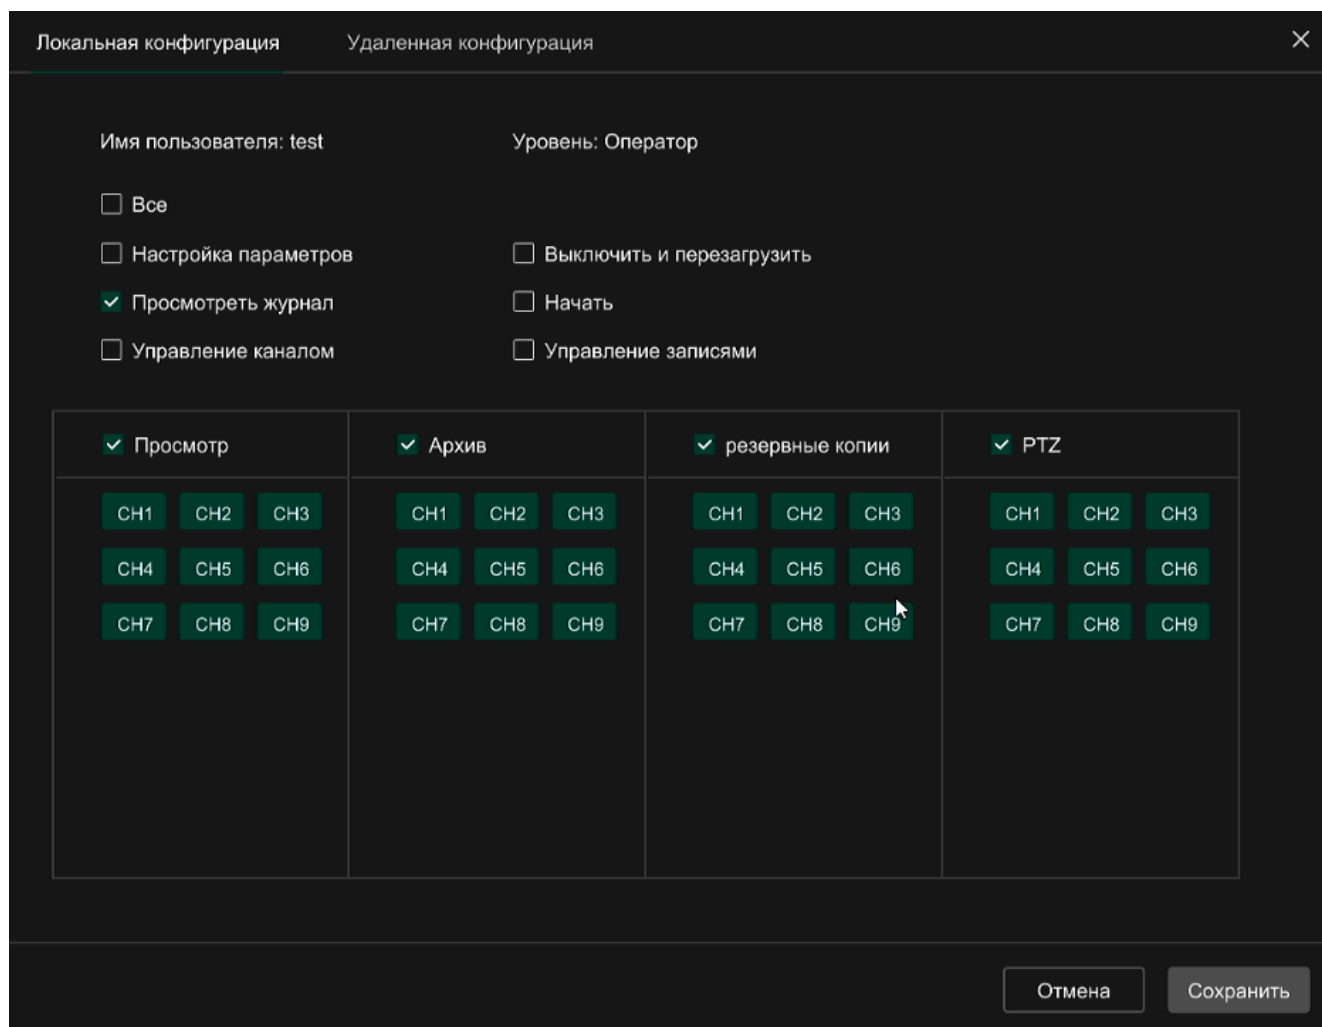 Локальная конфигурация Удаленная конфигурация
Имя пользователя: test Уровень: Оператор
Все
Настройка параметров Выключить и перезагрузить
Просмотреть журнал Начать
Управление каналом Управление записями
Просмотр Архив резервные копии PTZ
CH1 CH2 CH3 CH1 CH2 CH3 CH1 CH2 CH3 CH1 CH2 CH3
CH4 CH5 CH6 CH4 CH5 CH6 CH4 CH5 CH6 CH4 CH5 CH6
CH7 CH8 CH9 CH7 CH8 CH9 CH7 CH8 CH9 CH7 CH8 CH9
Отмена Сохранить